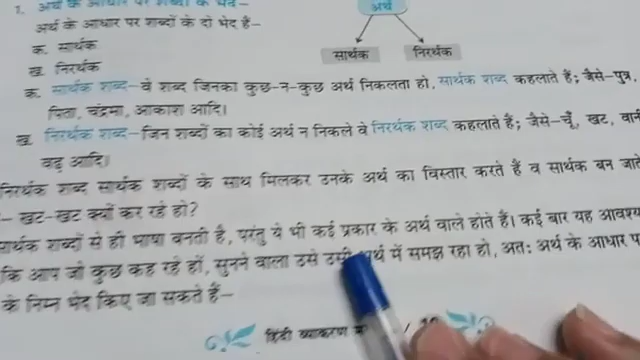 1. अर्थ के आधार पर शब्दों के भेद–
अर्थ के आधार पर शब्दों के दो भेद हैं–
अर्थ
क. सार्थक
ख. निरर्थक
सार्थक निरर्थक
क. सार्थक शब्द–वे शब्द जिनका कुछ-न-कुछ अर्थ निकलता हो, सार्थक शब्द कहलाते हैं; जैसे–पुत्र,
पिता, चंद्रमा, आकाश आदि।
ख. निरर्थक शब्द–जिन शब्दों का कोई अर्थ न निकले वे निरर्थक शब्द कहलाते हैं; जैसे–चूँ, खट, वान
वढ़ आदि।
निरर्थक शब्द सार्थक शब्दों के साथ मिलकर उनके अर्थ का विस्तार करते हैं व सार्थक बन जाते
– खट-खट क्यों कर रहे हो?
सार्थक शब्दों से ही भाषा बनती है, परंतु ये भी कई प्रकार के अर्थ वाले होते हैं। कई बार यह आवश्य
कि आप जो कुछ कह रहे हों, सुनने वाला उसे उसी अर्थ में समझ रहा हो, अतः अर्थ के आधार प
के निम्न भेद किए जा सकते हैं–
हिंदी व्याकरण